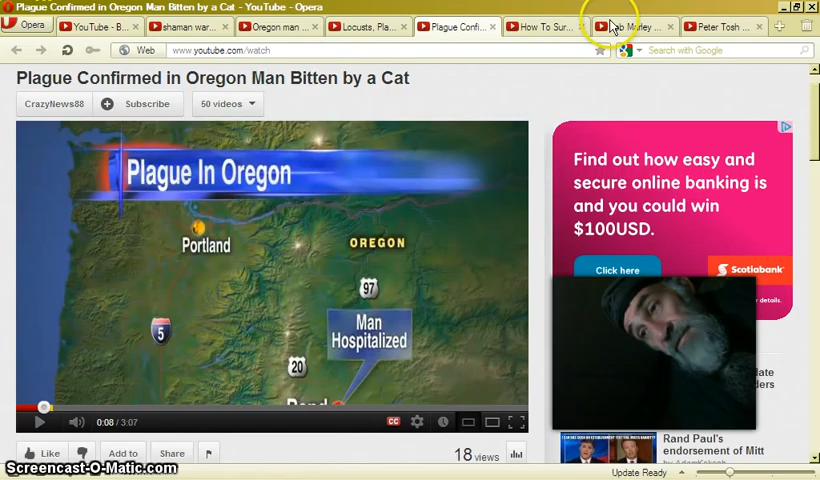 Plague Confirmed in Oregon Man Bitten by a Cat - YouTube - Opera
Opera
YouTube - B...
shaman war...
Oregon man ...
Locusts, Pla...
Plague Confi...
How To Sur...
Marley ...
Peter Tosh ...
Web
www.youtube.com/watch
Search with Google
Plague Confirmed in Oregon Man Bitten by a Cat
CrazyNews88
Subscribe
50 videos
Plague In Oregon
Portland
OREGON
97
Man
Hospitalized
5
20
Find out how easy and
secure online banking is
and you could win
$100USD.
Click here
Scotiabank
details.
CC
0:08 / 3:07
Like
Add to
Share
18 views
Rand Paul's
endorsement of Mitt
Screencast-O-Matic.com
Update Ready